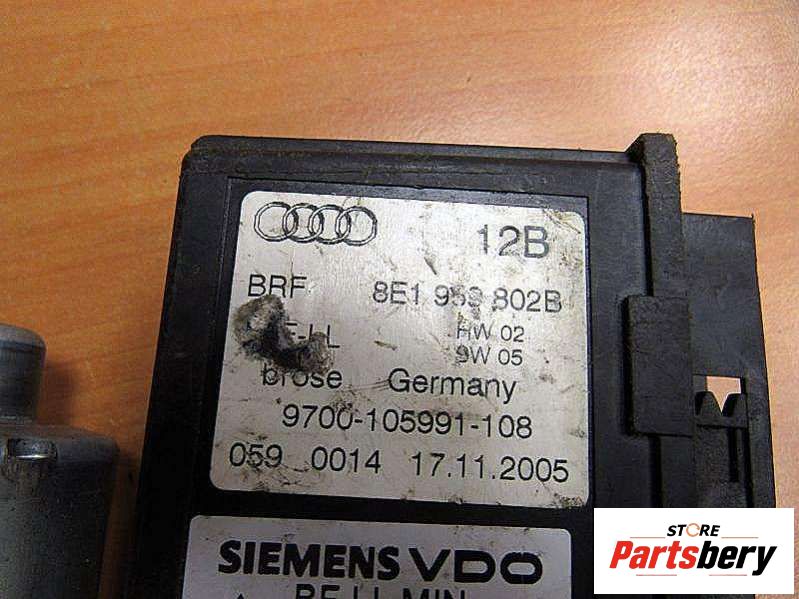 12B
BRF 8E1 959 802B
HW 02
SW 05
brose Germany
9700-105991-108
059 0014 17.11.2005
SIEMENS VDO
STORE
Partsbery